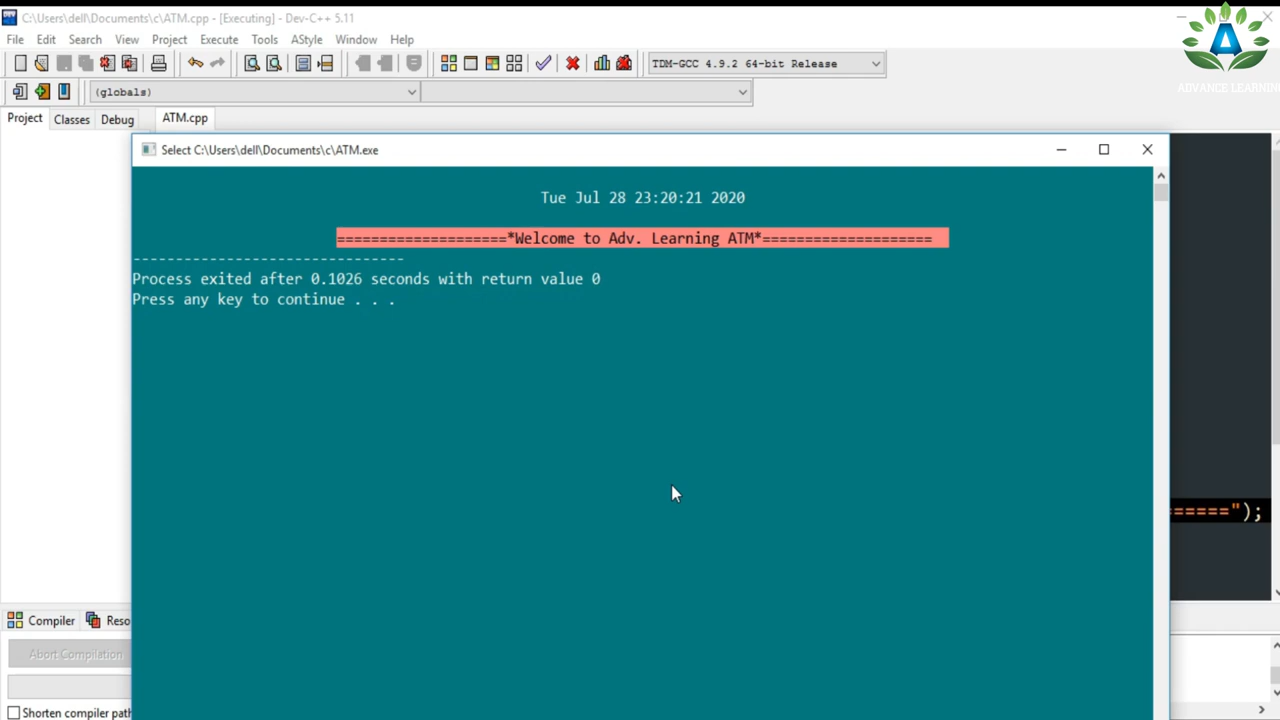 C:\Users\dell\Documents\c\ATM.cpp - [Executing] - Dev-C++ 5.11
File Edit Search View Project Execute Tools AStyle Window Help
TDM-GCC 4.9.2 64-bit Release
ADVANCE LEARNING
(globals)
Project Classes Debug ATM.cpp
Select C:\Users\dell\Documents\c\ATM.exe
Tue Jul 28 23:20:21 2020
====================*Welcome to Adv. Learning ATM*====================
--------------------------------
Process exited after 0.1026 seconds with return value 0
Press any key to continue . . .
======");
Compiler Reso
Abort Compilation
Shorten compiler path